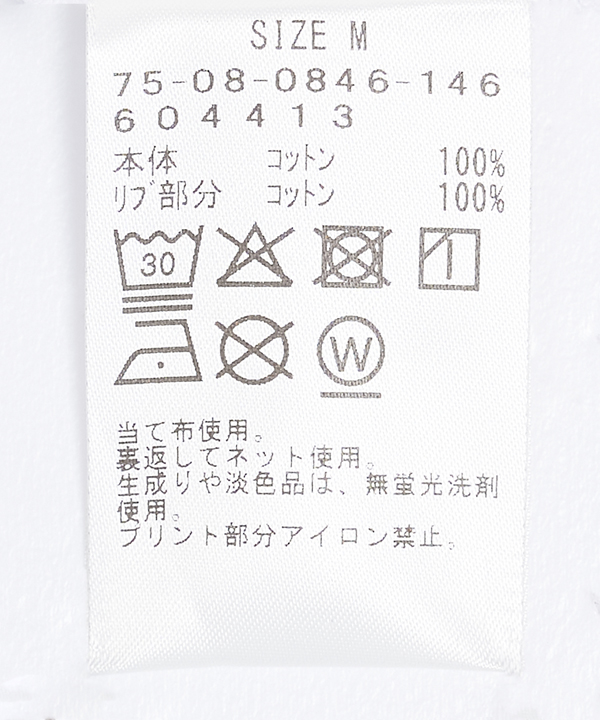 SIZE M
75-08-0846-146
604413
本体 コットン 100%
リブ部分 コットン 100%
30
W
当て布使用。
裏返してネット使用。
生成りや淡色品は、無蛍光洗剤
使用。
プリント部分アイロン禁止。